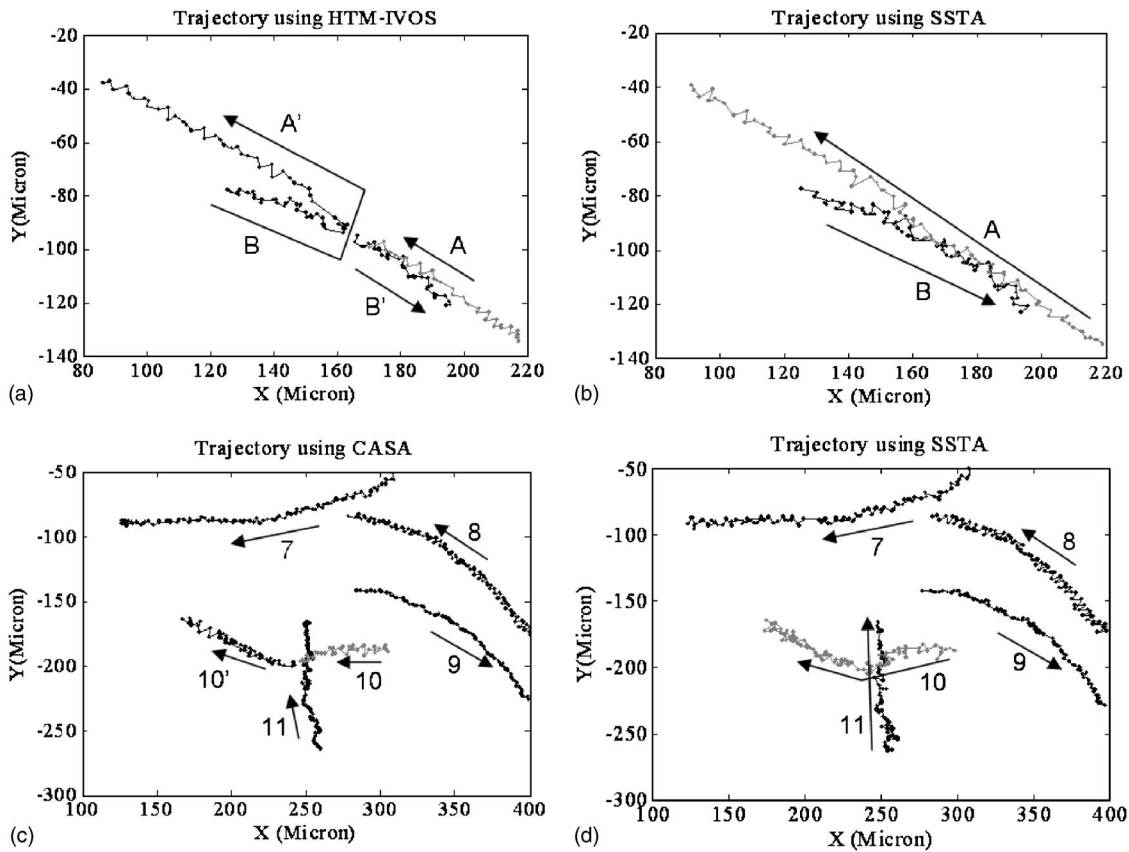 Trajectory using HTM-IVOS
-20
-40
-60
-80
-100
-120
-140
80 100 120 140 160 180 200 220
Y(Micron)
X (Micron)
A'
B
A
B'
(a)
Trajectory using SSTA
-20
-40
-60
-80
-100
-120
-140
80 100 120 140 160 180 200 220
Y(Micron)
X (Micron)
A
B
(b)
Trajectory using CASA
-50
-100
-150
-200
-250
-300
100 150 200 250 300 350 400
Y(Micron)
X (Micron)
7
8
9
10'
10
11
(c)
Trajectory using SSTA
-50
-100
-150
-200
-250
-300
100 150 200 250 300 350 400
Y(Micron)
X (Micron)
7
8
9
10
11
(d)